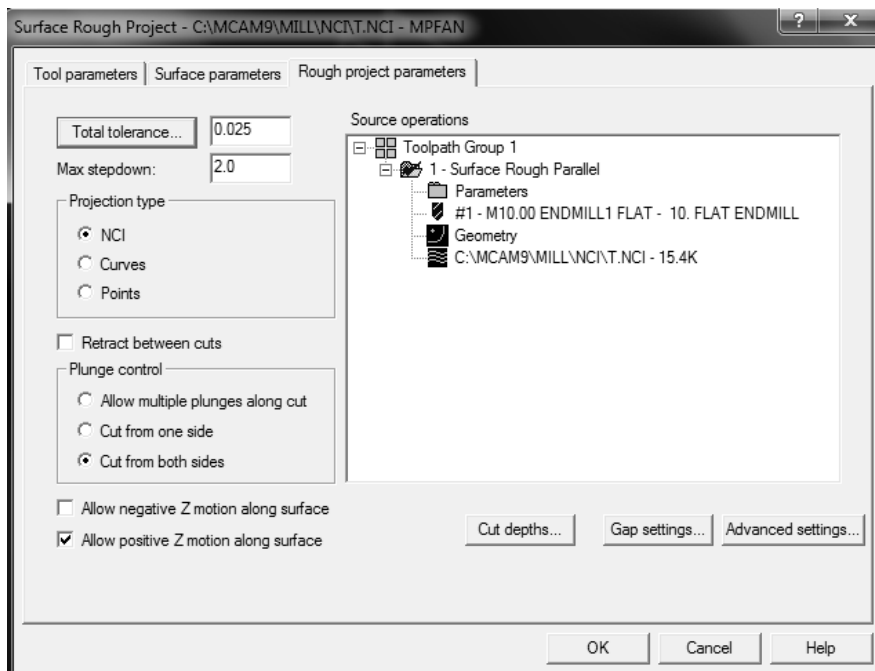 Surface Rough Project - C:\MCAM9\MILL\NCI\T.NCI - MPFAN
? X
Tool parameters Surface parameters Rough project parameters
Total tolerance... 0.025
Max stepdown: 2.0
Projection type
NCI
Curves
Points
Retract between cuts
Plunge control
Allow multiple plunges along cut
Cut from one side
Cut from both sides
Allow negative Z motion along surface
Allow positive Z motion along surface
Source operations
Toolpath Group 1
1 - Surface Rough Parallel
Parameters
#1 - M10.00 ENDMILL1 FLAT - 10. FLAT ENDMILL
Geometry
C:\MCAM9\MILL\NCI\T.NCI - 15.4K
Cut depths... Gap settings... Advanced settings...
OK Cancel Help